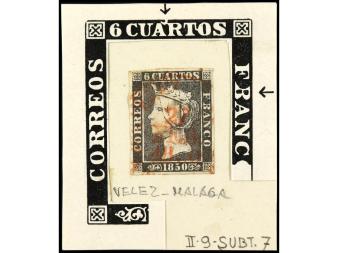 6 CUARTOS
CORREOS
FRANC
6 CUARTOS
CORREOS
FRANCO
1850
VELEZ - MALAGA
II-9-SUBT. 7